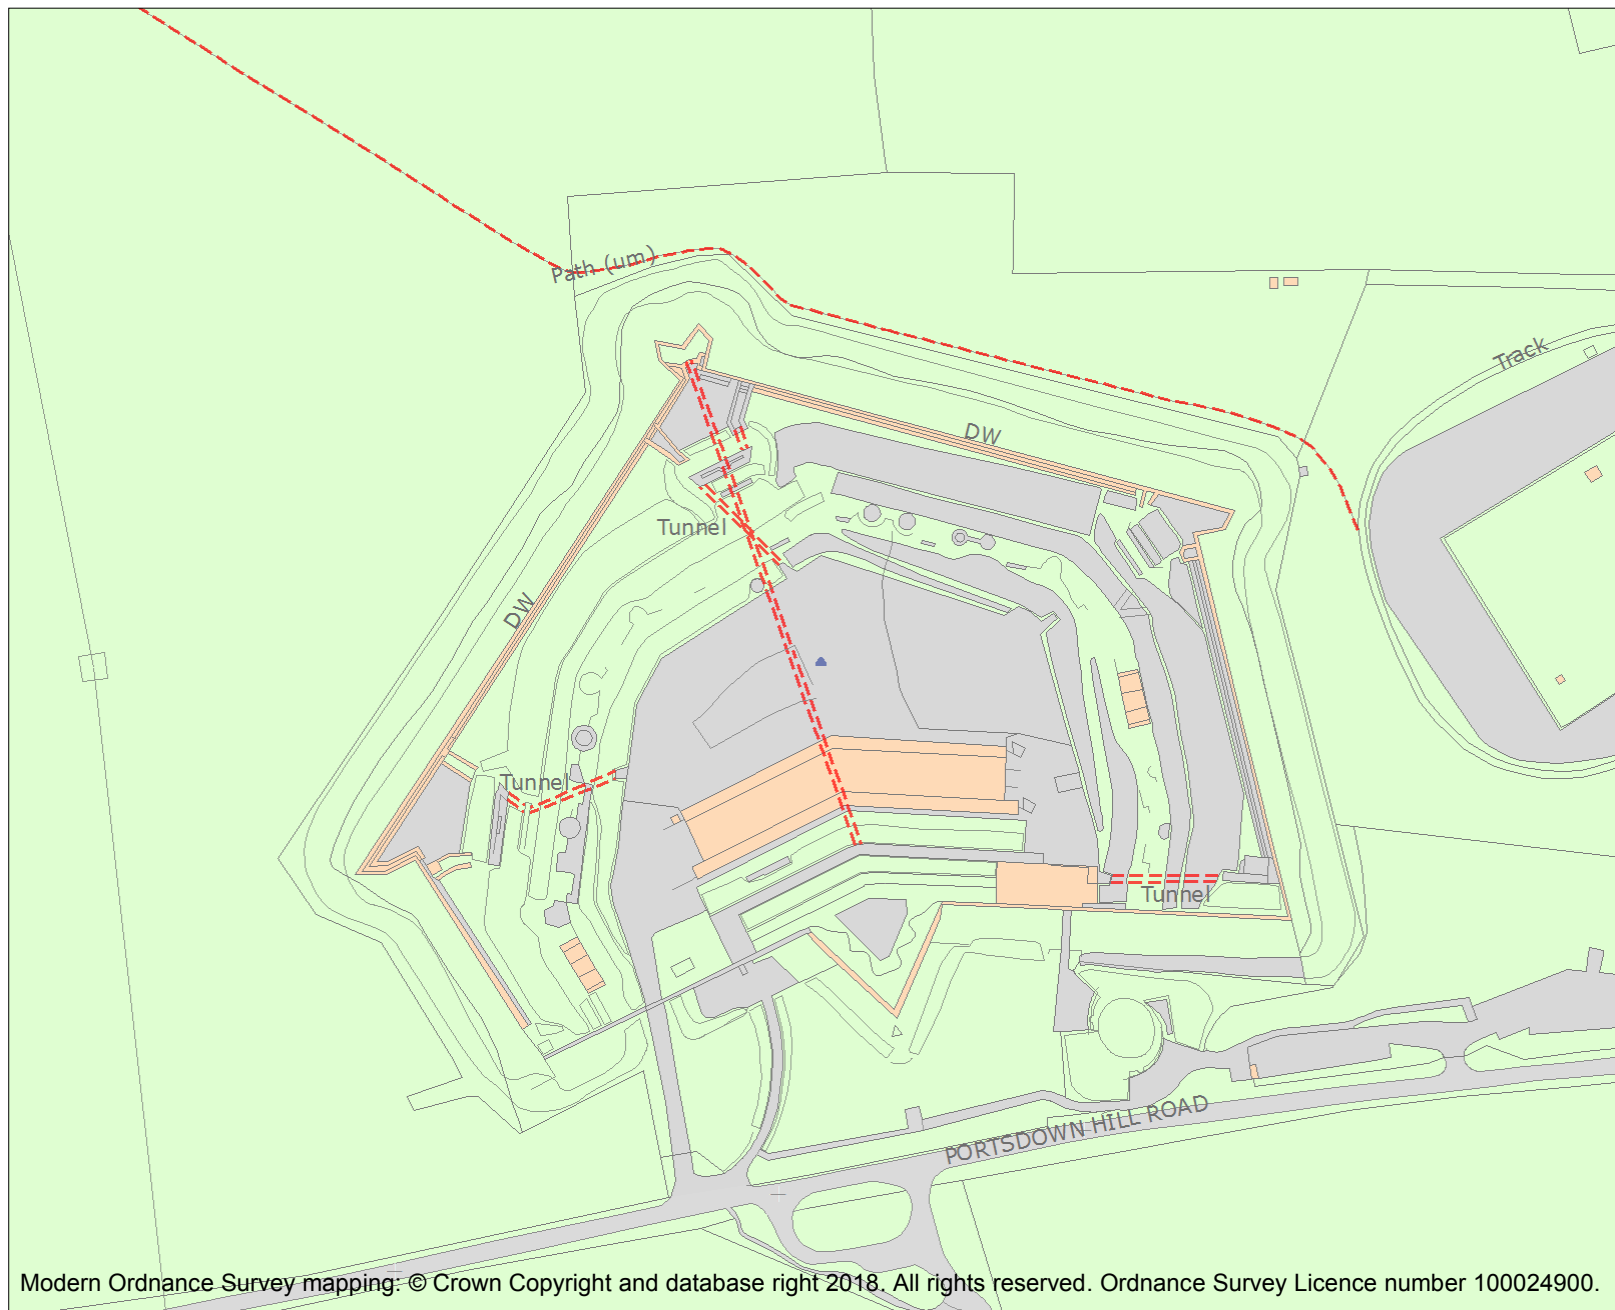 Path (um)
Track
DW
Tunnel
DW
Tunnel
Tunnel
PORTSDOWN HILL ROAD
Modern Ordnance Survey mapping: © Crown Copyright and database right 2018. All rights reserved. Ordnance Survey Licence number 100024900.